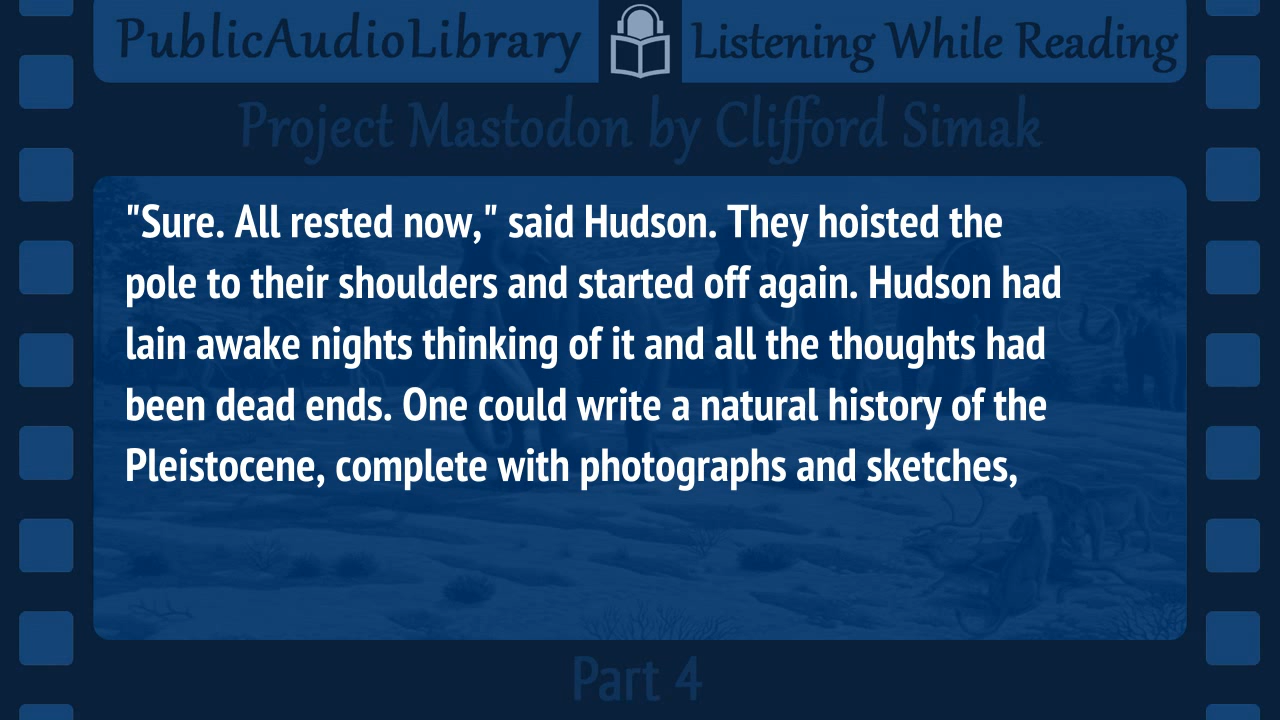 PublicAudioLibrary Listening While Reading
Project Mastodon by Clifford Simak
"Sure. All rested now," said Hudson. They hoisted the
pole to their shoulders and started off again. Hudson had
lain awake nights thinking of it and all the thoughts had
been dead ends. One could write a natural history of the
Pleistocene, complete with photographs and sketches,
Part 4